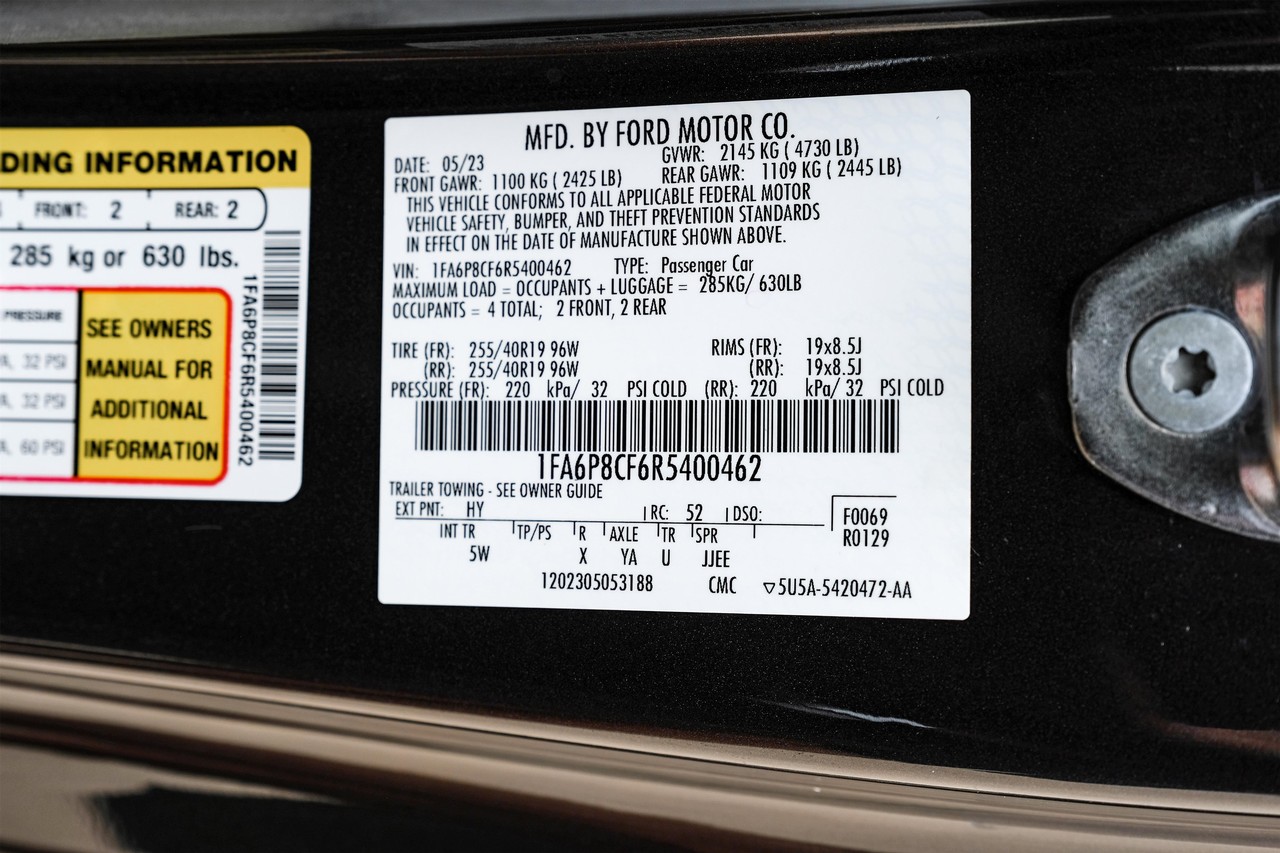 DING INFORMATION
FRONT: 2 REAR: 2
285 kg or 630 lbs.
PRESSURE
32 PSI
32 PSI
60 PSI
SEE OWNERS
MANUAL FOR
ADDITIONAL
INFORMATION
1FA6P8CF6R5400462
MFD. BY FORD MOTOR CO.
DATE: 05/23 GVWR: 2145 KG ( 4730 LB)
FRONT GAWR: 1100 KG ( 2425 LB) REAR GAWR: 1109 KG ( 2445 LB)
THIS VEHICLE CONFORMS TO ALL APPLICABLE FEDERAL MOTOR
VEHICLE SAFETY, BUMPER, AND THEFT PREVENTION STANDARDS
IN EFFECT ON THE DATE OF MANUFACTURE SHOWN ABOVE.
VIN: 1FA6P8CF6R5400462 TYPE: Passenger Car
MAXIMUM LOAD = OCCUPANTS + LUGGAGE = 285KG/ 630LB
OCCUPANTS = 4 TOTAL; 2 FRONT, 2 REAR
TIRE (FR): 255/40R19 96W RIMS (FR): 19x8.5J
(RR): 255/40R19 96W (RR): 19x8.5J
PRESSURE (FR): 220 kPa/ 32 PSI COLD (RR): 220 kPa/ 32 PSI COLD
1FA6P8CF6R5400462
TRAILER TOWING - SEE OWNER GUIDE
EXT PNT: HY RC: 52 DSO: F0069
INT TR TP/PS R AXLE TR SPR R0129
5W X YA U JJEE
1202305053188 CMC ▽5U5A-5420472-AA